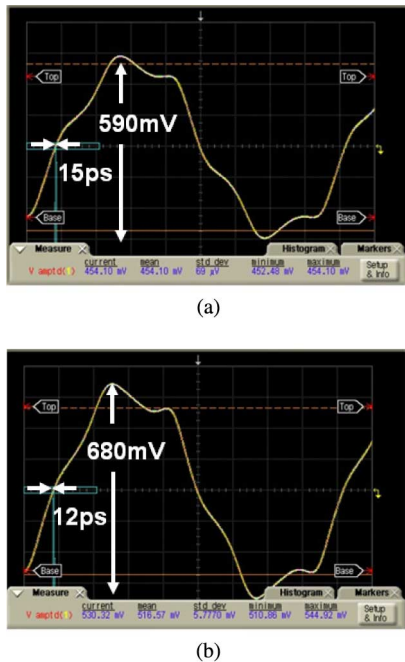 Top
Top
590mV
15ps
Base
Base
Measure
Histogram
Markers
current mean std dev minimum maximum
V amptd(1) 454.10 mV 454.10 mV 69 µV 452.48 mV 454.10 mV
Setup
& Info
(a)
Top
Top
680mV
12ps
Base
Base
Measure
Histogram
Markers
current mean std dev minimum maximum
V amptd(1) 530.32 mV 516.57 mV 5.7770 mV 510.86 mV 544.92 mV
Setup
& Info
(b)